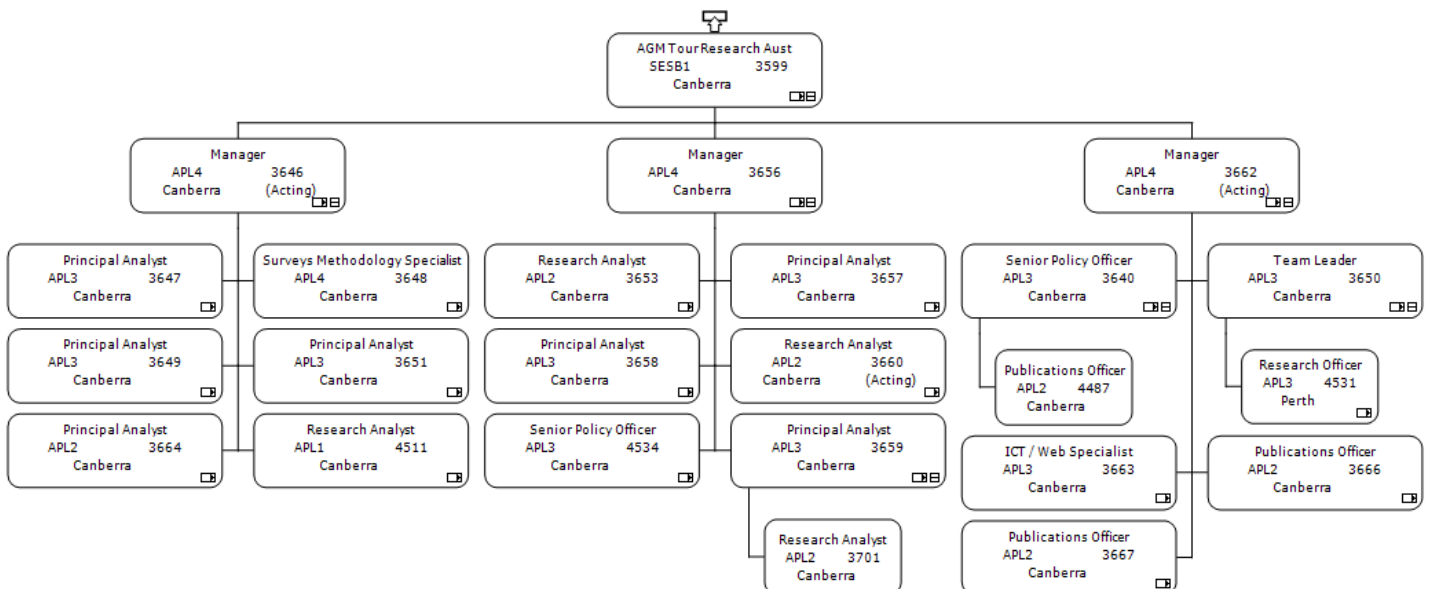 AGM Tour Research Aust
SESB1 3599
Canberra
Manager
APL4 3646
Canberra (Acting)
Manager
APL4 3656
Canberra
Manager
APL4 3662
Canberra (Acting)
Principal Analyst
APL3 3647
Canberra
Surveys Methodology Specialist
APL4 3648
Canberra
Research Analyst
APL2 3653
Canberra
Principal Analyst
APL3 3657
Canberra
Senior Policy Officer
APL3 3640
Canberra
Team Leader
APL3 3650
Canberra
Principal Analyst
APL3 3649
Canberra
Principal Analyst
APL3 3651
Canberra
Principal Analyst
APL3 3658
Canberra
Research Analyst
APL2 3660
Canberra (Acting)
Publications Officer
APL2 4487
Canberra
Research Officer
APL3 4531
Perth
Principal Analyst
APL2 3664
Canberra
Research Analyst
APL1 4511
Canberra
Senior Policy Officer
APL3 4534
Canberra
Principal Analyst
APL3 3659
Canberra
ICT / Web Specialist
APL3 3663
Canberra
Publications Officer
APL2 3666
Canberra
Research Analyst
APL2 3701
Canberra
Publications Officer
APL2 3667
Canberra